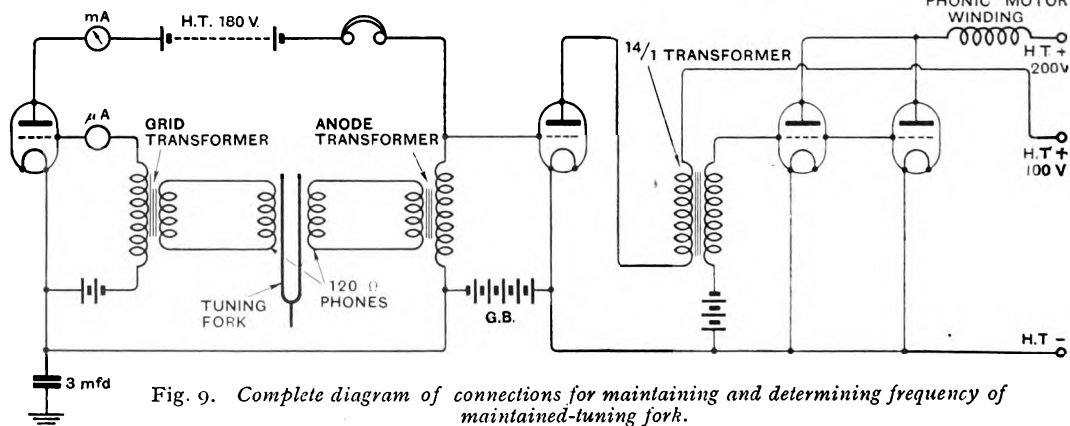 mA
H.T. 180 V.
PHONIC MOTOR
WINDING
H.T.+
200V
14/1 TRANSFORMER
μA
GRID
TRANSFORMER
ANODE
TRANSFORMER
H.T+
100 V
TUNING
FORK
120 Ω
PHONES
G.B.
H.T -
3 mfd
Fig. 9. Complete diagram of connections for maintaining and determining frequency of
maintained-tuning fork.